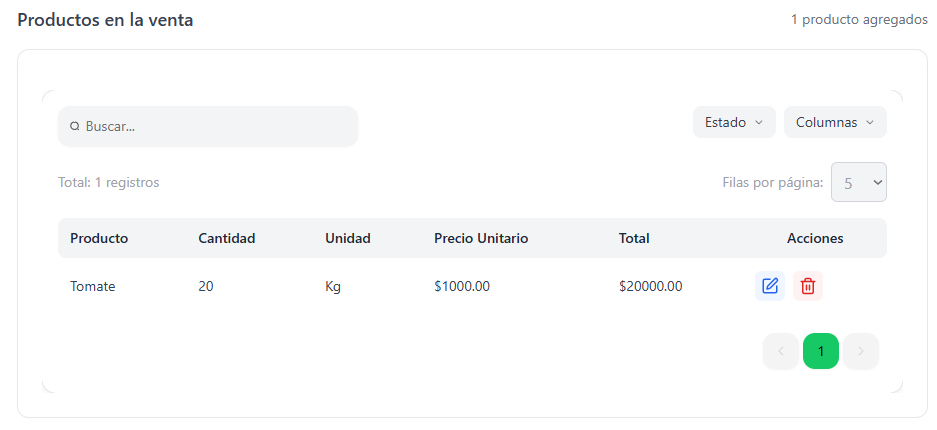 Productos en la venta
1 producto agregados
Buscar...
Estado
Columnas
Total: 1 registros
Filas por página: 5
Producto Cantidad Unidad Precio Unitario Total Acciones
Tomate 20 Kg $1000.00 $20000.00
1